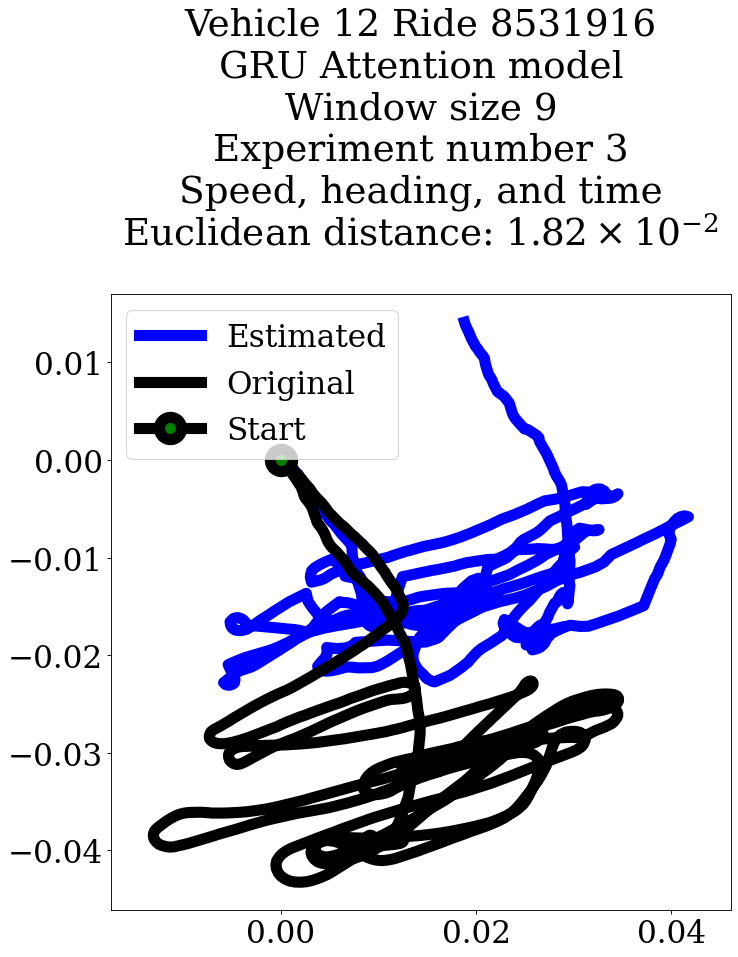 Vehicle 12 Ride 8531916
GRU Attention model
Window size 9
Experiment number 3
Speed, heading, and time
Euclidean distance: 1.82 × 10⁻²
Estimated
Original
Start
0.01
0.00
−0.01
−0.02
−0.03
−0.04
0.00 0.02 0.04